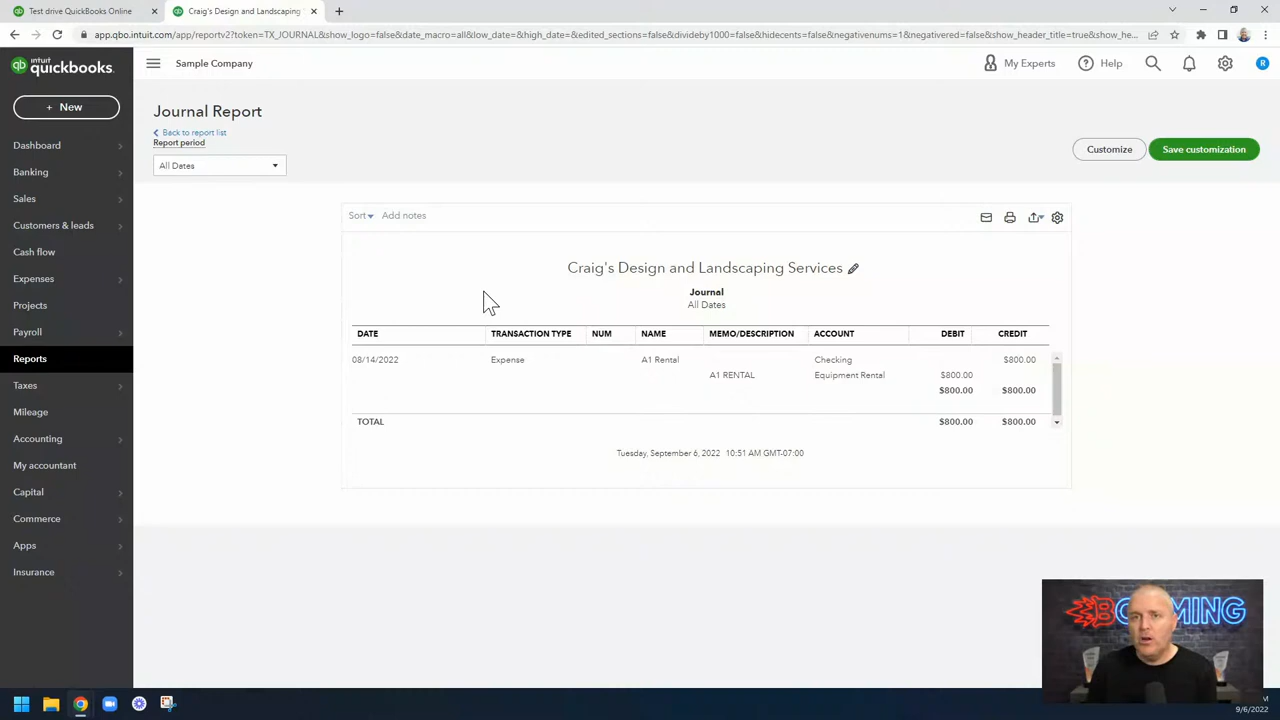 Test drive QuickBooks Online
Craig's Design and Landscaping
app.qbo.intuit.com/app/reportv2?token=TX_JOURNAL&show_logo=false&date_macro=all&low_date=&high_date=&edited_sections=false&divideby1000=false&hidecents=false&negativenums=1&negativered=false&show_header_title=true&show_he...
intuit
quickbooks
Sample Company
My Experts
Help
R
+ New
Journal Report
Back to report list
Report period
All Dates
Customize
Save customization
Dashboard
Banking
Sales
Customers & leads
Cash flow
Expenses
Projects
Payroll
Reports
Taxes
Mileage
Accounting
My accountant
Capital
Commerce
Apps
Insurance
Sort Add notes
Craig's Design and Landscaping Services
Journal
All Dates
DATE TRANSACTION TYPE NUM NAME MEMO/DESCRIPTION ACCOUNT DEBIT CREDIT
08/14/2022 Expense A1 Rental Checking $800.00
A1 RENTAL Equipment Rental $800.00
$800.00 $800.00
TOTAL $800.00 $800.00
Tuesday, September 6, 2022 10:51 AM GMT-07:00
9/6/2022